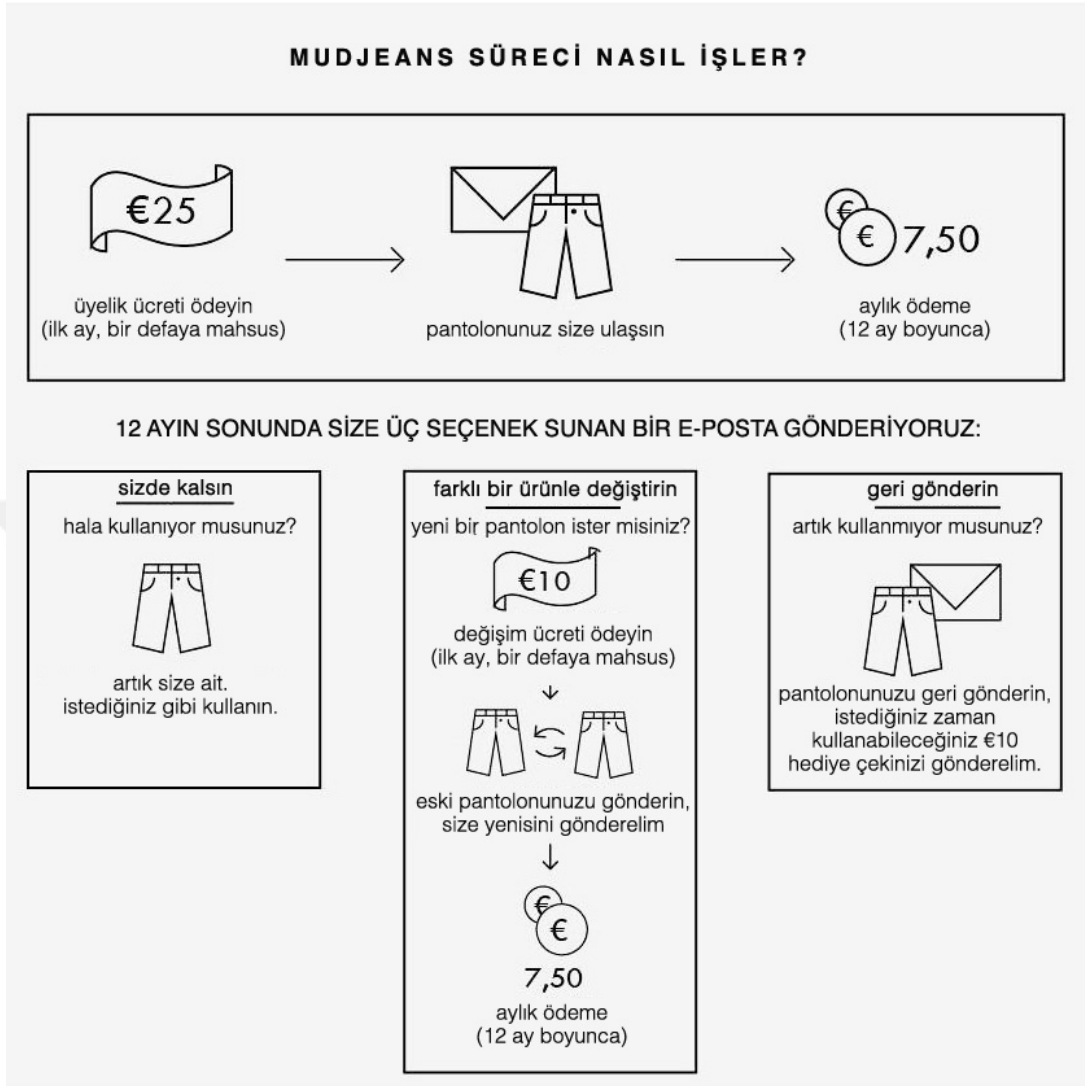 MUDJEANS SÜRECİ NASIL İŞLER?
€25
üyelik ücreti ödeyin
(ilk ay, bir defaya mahsus)
pantolonunuz size ulaşsın
€ € 7,50
aylık ödeme
(12 ay boyunca)
12 AYIN SONUNDA SİZE ÜÇ SEÇENEK SUNAN BİR E-POSTA GÖNDERİYORUZ:
sizde kalsın
hala kullanıyor musunuz?
artık size ait.
istediğiniz gibi kullanın.
farklı bir ürünle değiştirin
yeni bir pantolon ister misiniz?
€10
değişim ücreti ödeyin
(ilk ay, bir defaya mahsus)
eski pantolonunuzu gönderin,
size yenisini gönderelim
€ €
7,50
aylık ödeme
(12 ay boyunca)
geri gönderin
artık kullanmıyor musunuz?
pantolonunuzu geri gönderin,
istediğiniz zaman
kullanabileceğiniz €10
hediye çekinizi gönderelim.